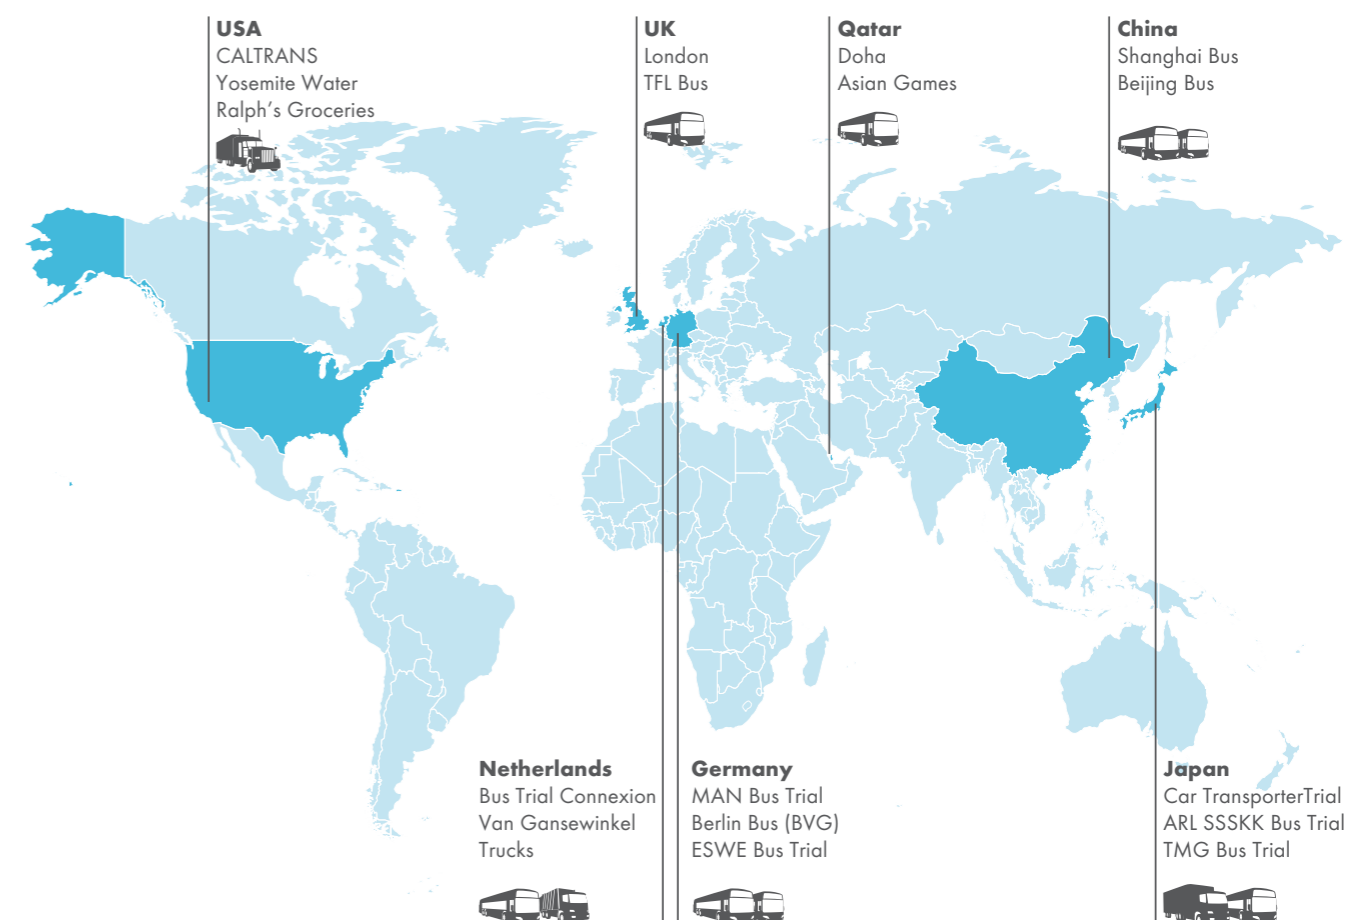 USA
CALTRANS
Yosemite Water
Ralph's Groceries
UK
London
TFL Bus
Qatar
Doha
Asian Games
China
Shanghai Bus
Beijing Bus
Netherlands
Bus Trial Connexion
Van Gansewinkel
Trucks
Germany
MAN Bus Trial
Berlin Bus (BVG)
ESWE Bus Trial
Japan
Car TransporterTrial
ARL SSSKK Bus Trial
TMG Bus Trial